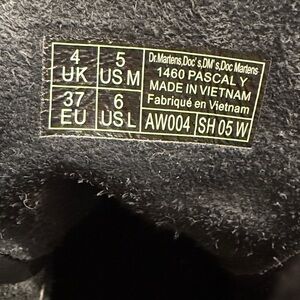 4 UK
5 US M
37 EU
6 US L
Dr.Martens,Doc's,DM's,Doc Martens
1460 PASCAL Y
MADE IN VIETNAM
Fabriqué en Vietnam
AW004 SH 05 W